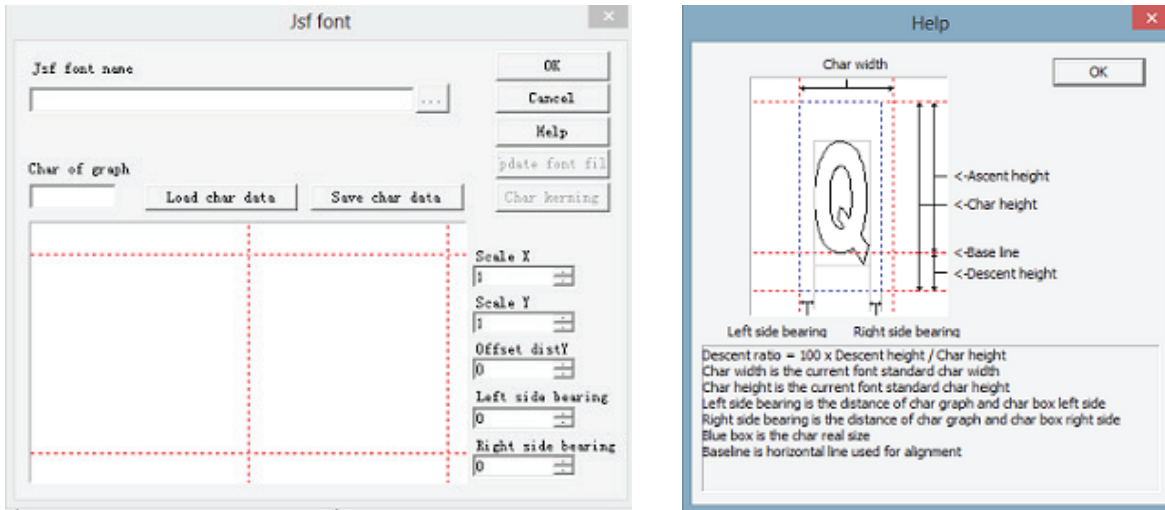 Jsf font
Jsf font name
...
OK
Cancel
Help
pdate font fil
Char kerning
Char of graph
Load char data
Save char data
Scale X
1
Scale Y
1
Offset distY
0
Left side bearing
0
Right side bearing
0
Help
OK
Char width
Q
<-Ascent height
<-Char height
<-Base line
<-Descent height
Left side bearing Right side bearing
Descent ratio = 100 x Descent height / Char height
Char width is the current font standard char width
Char height is the current font standard char height
Left side bearing is the distance of char graph and char box left side
Right side bearing is the distance of char graph and char box right side
Blue box is the char real size
Baseline is horizontal line used for alignment